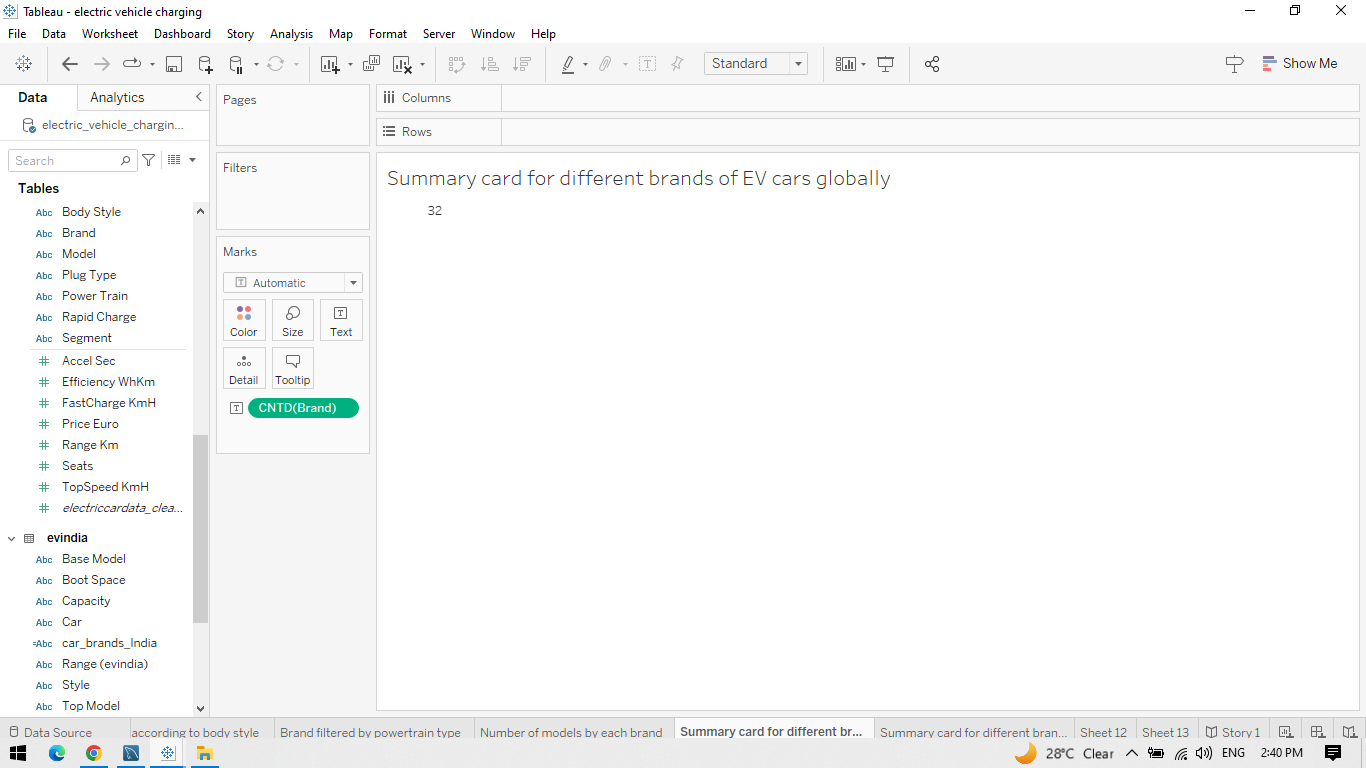 Tableau - electric vehicle charging
File Data Worksheet Dashboard Story Analysis Map Format Server Window Help
Standard
Show Me
Data Analytics
electric_vehicle_chargin...
Search
Tables
Abc Body Style
Abc Brand
Abc Model
Abc Plug Type
Abc Power Train
Abc Rapid Charge
Abc Segment
# Accel Sec
# Efficiency WhKm
# FastCharge KmH
# Price Euro
# Range Km
# Seats
# TopSpeed KmH
# electriccardata_clea...
evindia
Abc Base Model
Abc Boot Space
Abc Capacity
Abc Car
=Abc car_brands_India
Abc Range (evindia)
Abc Style
Abc Top Model
Pages
Filters
Marks
T Automatic
Color Size T Text
Detail Tooltip
T CNTD(Brand)
Columns
Rows
Summary card for different brands of EV cars globally
32
Data Source according to body style Brand filtered by powertrain type Number of models by each brand Summary card for different br... Summary card for different bran... Sheet 12 Sheet 13 Story 1
28°C Clear ENG 2:40 PM